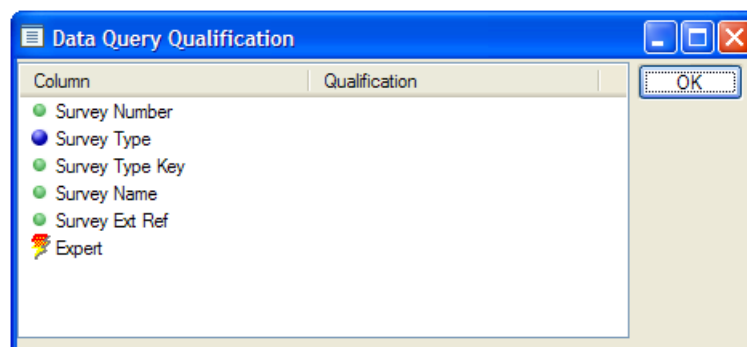 Data Query Qualification
Column Qualification
OK
Survey Number
Survey Type
Survey Type Key
Survey Name
Survey Ext Ref
Expert